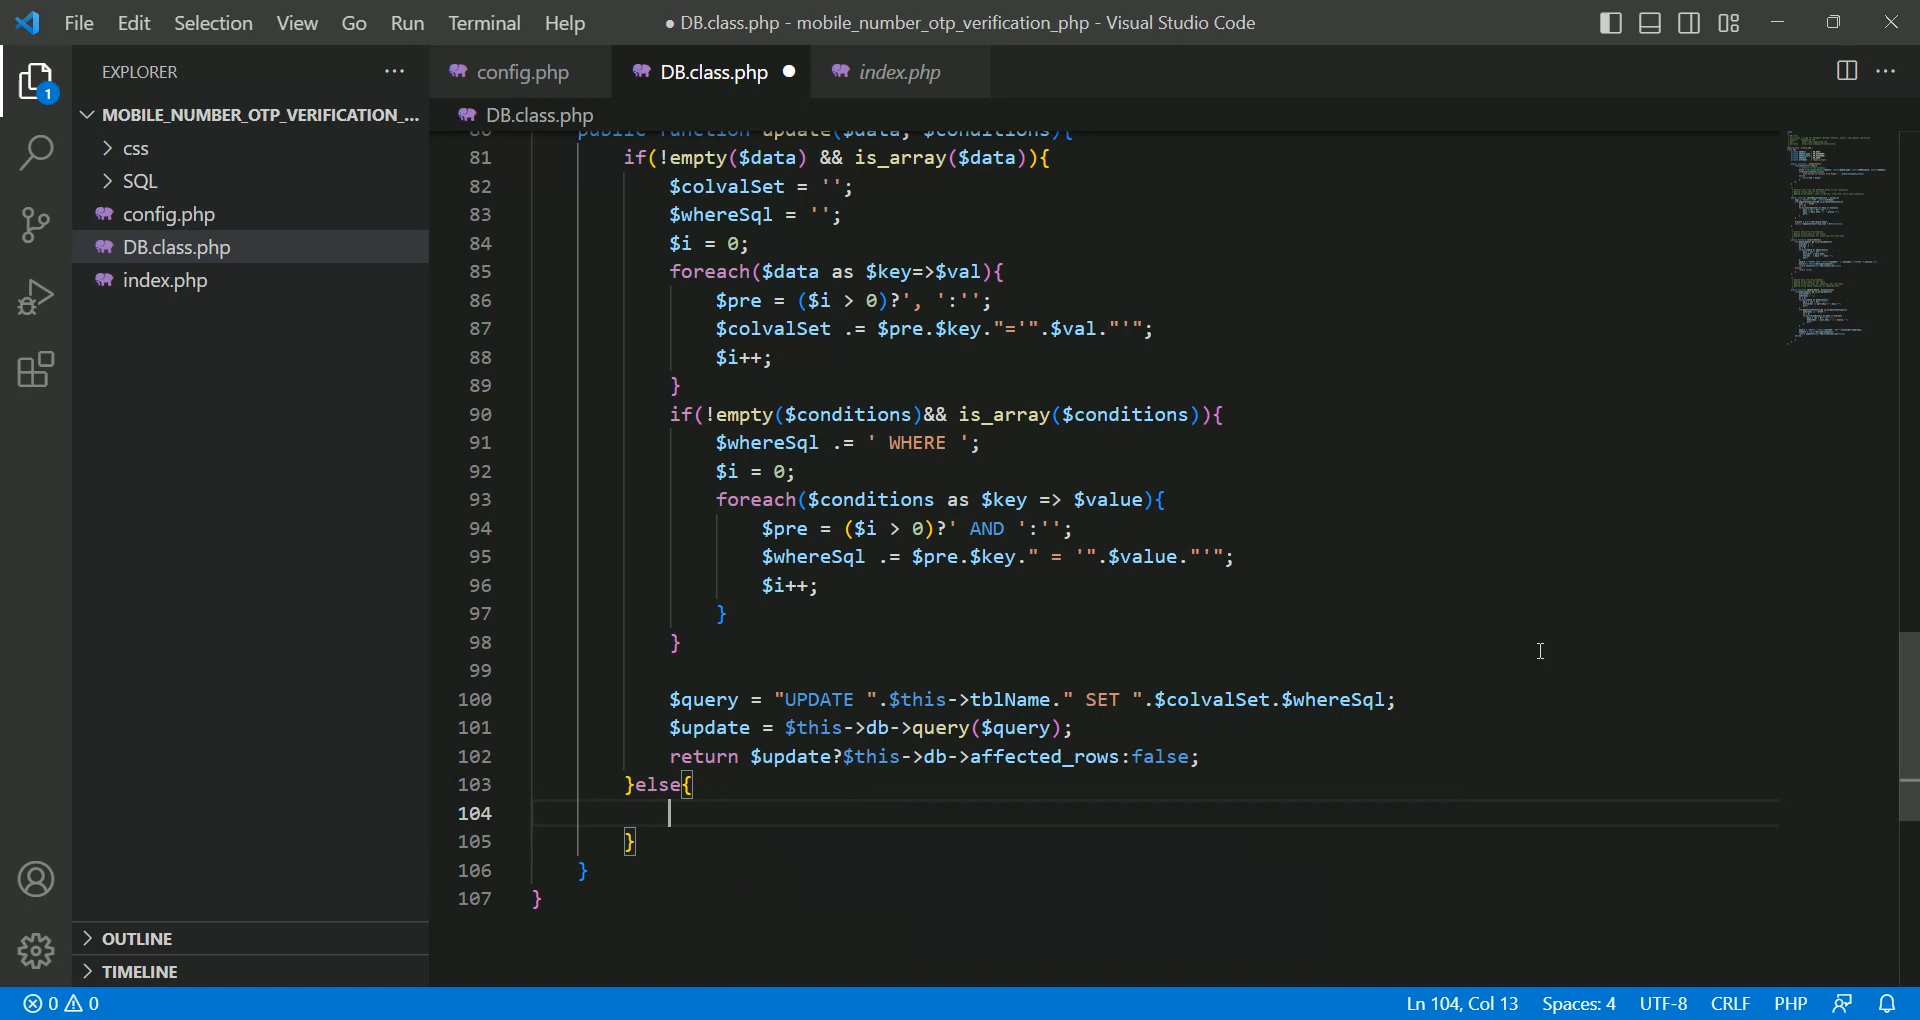 File Edit Selection View Go Run Terminal Help
● DB.class.php - mobile_number_otp_verification_php - Visual Studio Code
EXPLORER
config.php
DB.class.php
index.php
1
MOBILE_NUMBER_OTP_VERIFICATION_...
DB.class.php
css
SQL
config.php
DB.class.php
index.php
80 public function update($data, $conditions){
81 if(!empty($data) && is_array($data)){
82 $colvalSet = '';
83 $whereSql = '';
84 $i = 0;
85 foreach($data as $key=>$val){
86 $pre = ($i > 0)?', ':'';
87 $colvalSet .= $pre.$key."='".$val."'";
88 $i++;
89 }
90 if(!empty($conditions)&& is_array($conditions)){
91 $whereSql .= ' WHERE ';
92 $i = 0;
93 foreach($conditions as $key => $value){
94 $pre = ($i > 0)?' AND ':'';
95 $whereSql .= $pre.$key." = '".$value."'";
96 $i++;
97 }
98 }
99
100 $query = "UPDATE ".$this->tblName." SET ".$colvalSet.$whereSql;
101 $update = $this->db->query($query);
102 return $update?$this->db->affected_rows:false;
103 }else{
104
105 }
106 }
107 }
OUTLINE
TIMELINE
0 0
Ln 104, Col 13 Spaces: 4 UTF-8 CRLF PHP